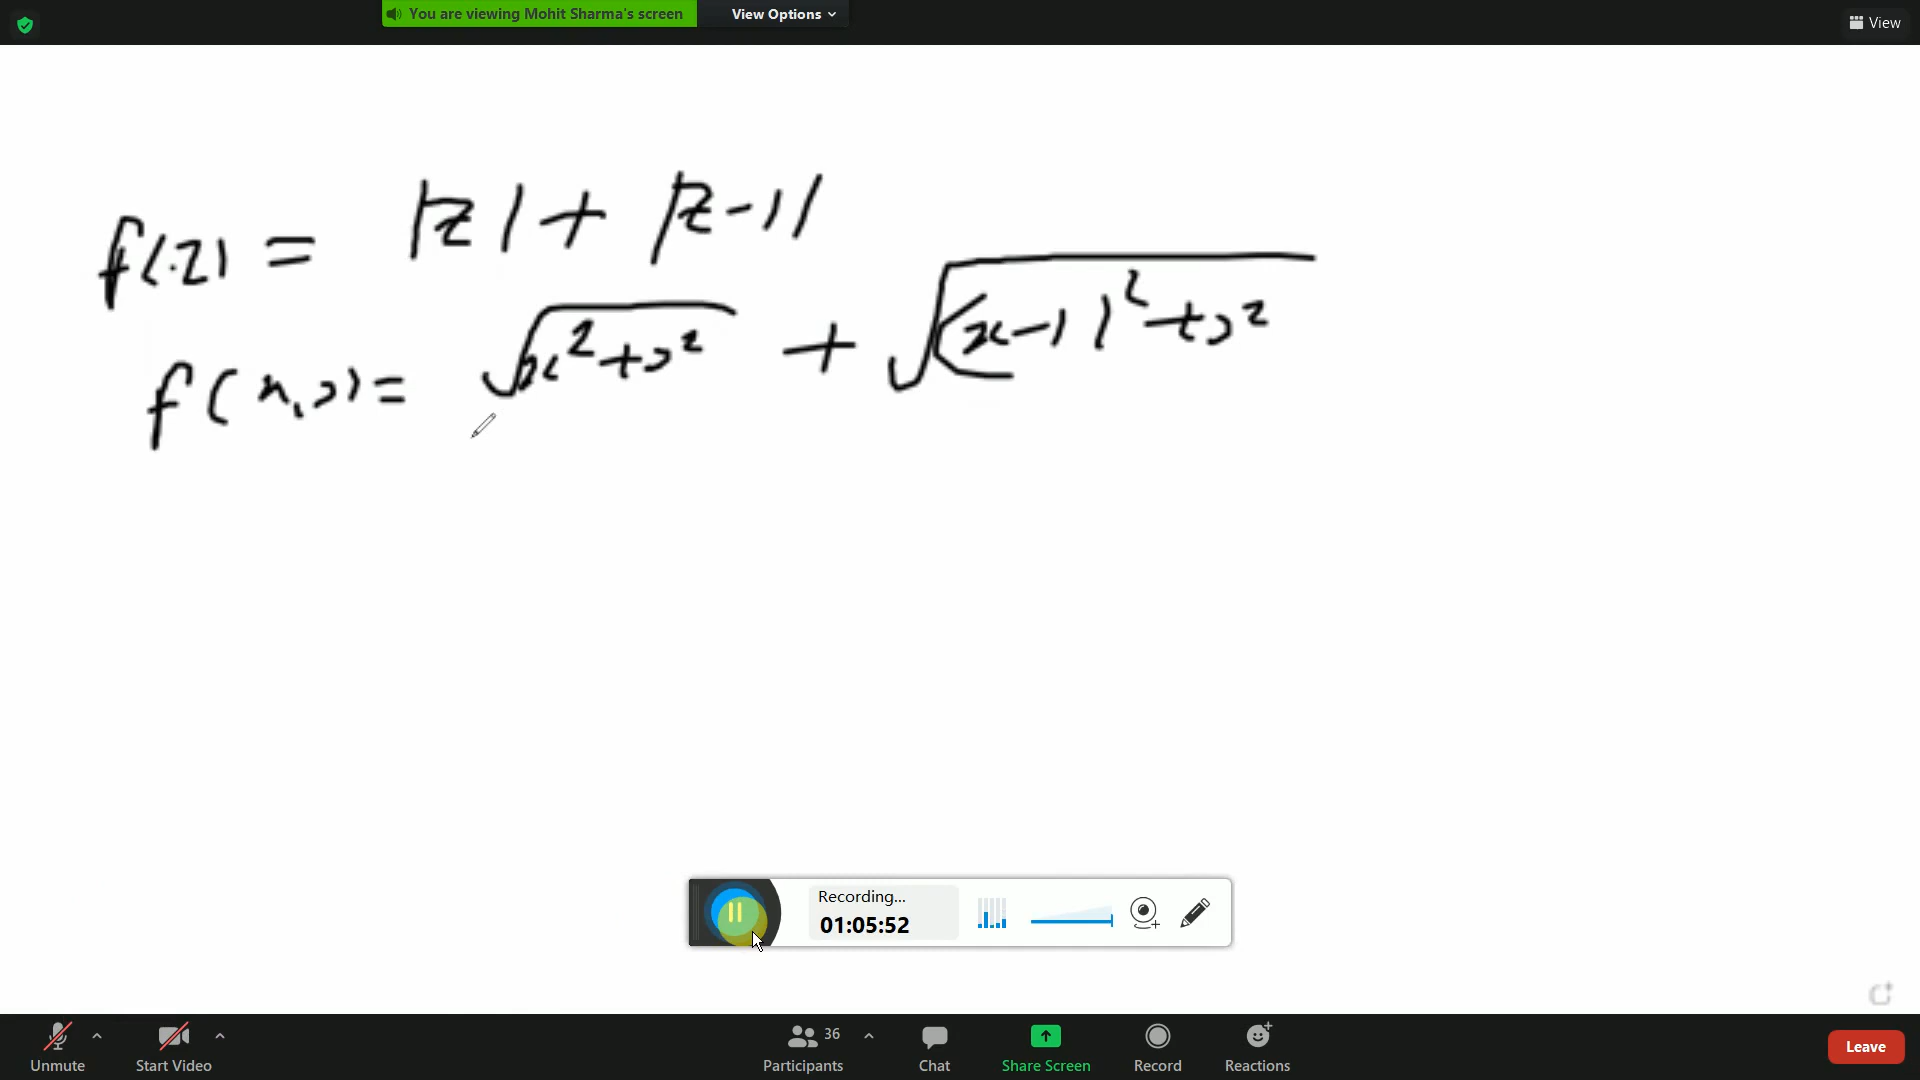 You are viewing Mohit Sharma's screen
View Options
View
f(z) = |z| + |z-1|
f(x,y) = √(x²+y²) + √((x-1)²+y²)
Recording...
01:05:52
Unmute
Start Video
36
Participants
Chat
Share Screen
Record
Reactions
Leave